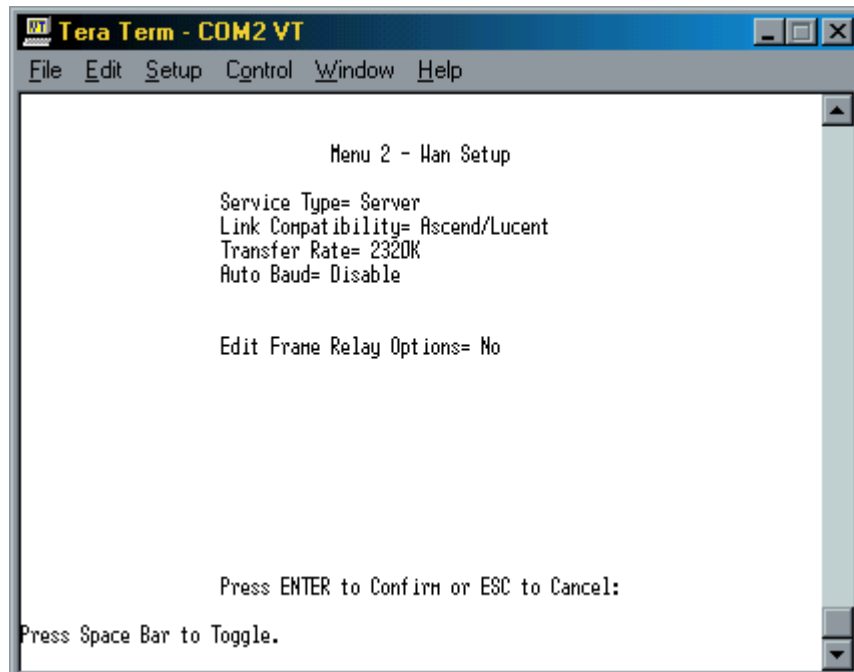 Tera Term - COM2 VT
File Edit Setup Control Window Help
Menu 2 - Wan Setup
Service Type= Server
Link Compatibility= Ascend/Lucent
Transfer Rate= 2320K
Auto Baud= Disable
Edit Frame Relay Options= No
Press ENTER to Confirm or ESC to Cancel:
Press Space Bar to Toggle.